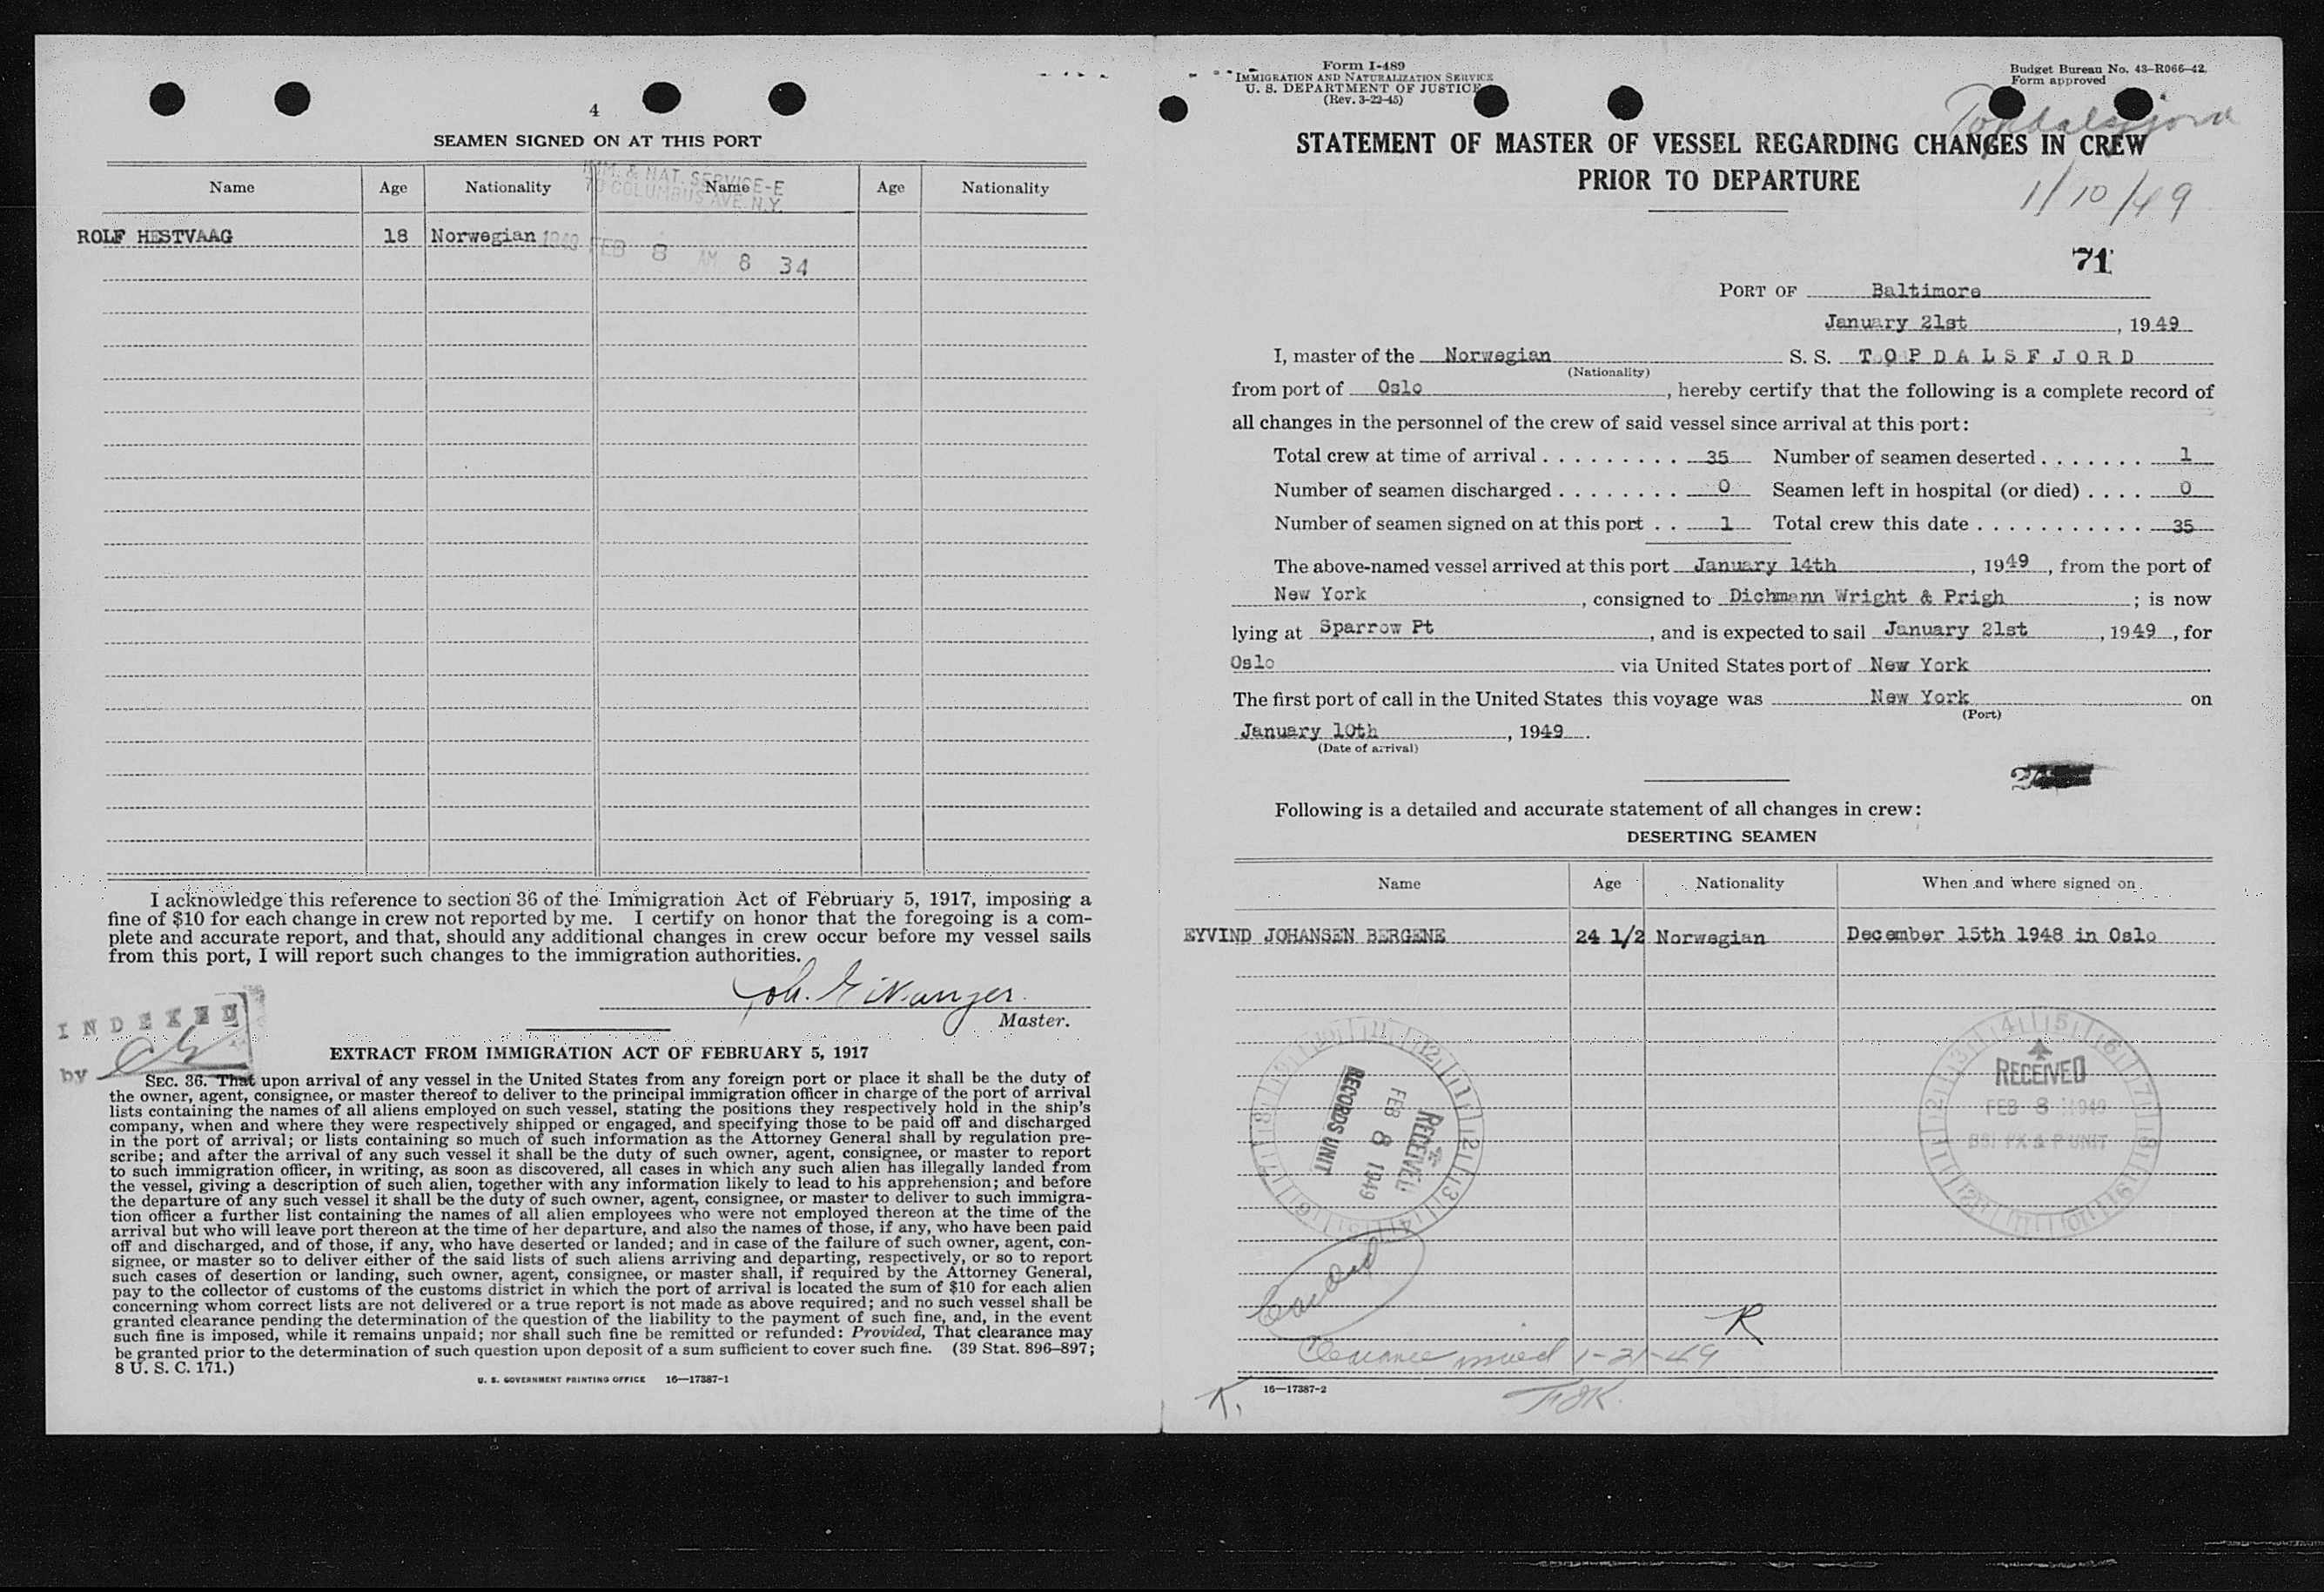 4
SEAMEN SIGNED ON AT THIS PORT
IMM. & NAT. SERVICE-E
70 COLUMBUS AVE. N.Y.
Name Age Nationality Name Age Nationality
ROLF HESTVAAG 18 Norwegian
1949 FEB 8 AM 8 34
I acknowledge this reference to section 36 of the Immigration Act of February 5, 1917, imposing a
fine of $10 for each change in crew not reported by me. I certify on honor that the foregoing is a com-
plete and accurate report, and that, should any additional changes in crew occur before my vessel sails
from this port, I will report such changes to the immigration authorities.
Master.
INDEXED
by
EXTRACT FROM IMMIGRATION ACT OF FEBRUARY 5, 1917
SEC. 36. That upon arrival of any vessel in the United States from any foreign port or place it shall be the duty of
the owner, agent, consignee, or master thereof to deliver to the principal immigration officer in charge of the port of arrival
lists containing the names of all aliens employed on such vessel, stating the positions they respectively hold in the ship's
company, when and where they were respectively shipped or engaged, and specifying those to be paid off and discharged
in the port of arrival; or lists containing so much of such information as the Attorney General shall by regulation pre-
scribe; and after the arrival of any such vessel it shall be the duty of such owner, agent, consignee, or master to report
to such immigration officer, in writing, as soon as discovered, all cases in which any such alien has illegally landed from
the vessel, giving a description of such alien, together with any information likely to lead to his apprehension; and before
the departure of any such vessel it shall be the duty of such owner, agent, consignee, or master to deliver to such immigra-
tion officer a further list containing the names of all alien employees who were not employed thereon at the time of the
arrival but who will leave port thereon at the time of her departure, and also the names of those, if any, who have been paid
off and discharged, and of those, if any, who have deserted or landed; and in case of the failure of such owner, agent, con-
signee, or master so to deliver either of the said lists of such aliens arriving and departing, respectively, or so to report
such cases of desertion or landing, such owner, agent, consignee, or master shall, if required by the Attorney General,
pay to the collector of customs of the customs district in which the port of arrival is located the sum of $10 for each alien
concerning whom correct lists are not delivered or a true report is not made as above required; and no such vessel shall be
granted clearance pending the determination of the question of the liability to the payment of such fine, and, in the event
such fine is imposed, while it remains unpaid; nor shall such fine be remitted or refunded: Provided, That clearance may
be granted prior to the determination of such question upon deposit of a sum sufficient to cover such fine. (39 Stat. 896–897;
8 U. S. C. 171.)
U. S. GOVERNMENT PRINTING OFFICE 16—17387-1
Form I-489
IMMIGRATION AND NATURALIZATION SERVICE
U. S. DEPARTMENT OF JUSTICE
(Rev. 3-22-45)
Budget Bureau No. 43-R066-42.
Form approved
Topdalsfjord
STATEMENT OF MASTER OF VESSEL REGARDING CHANGES IN CREW
PRIOR TO DEPARTURE
1/10/49
71
PORT OF Baltimore
January 21st, 1949
I, master of the Norwegian S. S. TOPDALSFJORD
(Nationality)
from port of Oslo, hereby certify that the following is a complete record of
all changes in the personnel of the crew of said vessel since arrival at this port:
Total crew at time of arrival . . . . . . . . . . 35 Number of seamen deserted . . . . . . . 1
Number of seamen discharged . . . . . . . . 0 Seamen left in hospital (or died) . . . . 0
Number of seamen signed on at this port . . 1 Total crew this date . . . . . . . . . . . . 35
The above-named vessel arrived at this port January 14th, 1949, from the port of
New York, consigned to Dichmann Wright & Prigh; is now
lying at Sparrow Pt, and is expected to sail January 21st, 1949, for
Oslo via United States port of New York
The first port of call in the United States this voyage was New York on
(Port)
January 10th, 1949.
(Date of arrival)
Following is a detailed and accurate statement of all changes in crew:
DESERTING SEAMEN
Name Age Nationality When and where signed on
EYVIND JOHANSEN BERGENE 24 1/2 Norwegian December 15th 1948 in Oslo
RECEIVED
FEB 8 1949
RECORDS UNIT
RECEIVED
FEB 8 1949
R
Clearance issued 1-21-49
K.
16—17387-2